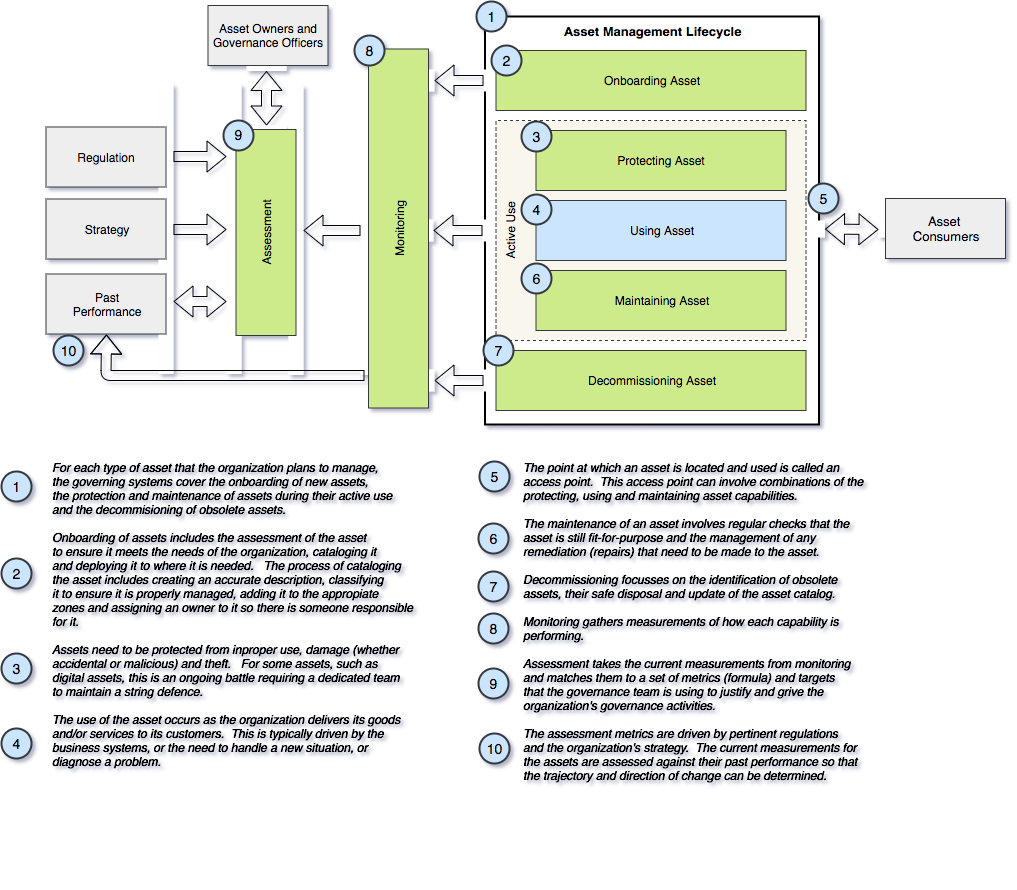 Asset Owners and
Governance Officers
1
Asset Management Lifecycle
8
2
Onboarding Asset
9
3
Protecting Asset
Regulation
Strategy
Past
Performance
10
Assessment
Monitoring
Active Use
4
Using Asset
5
Asset
Consumers
6
Maintaining Asset
7
Decommissioning Asset
1
For each type of asset that the organization plans to manage,
the governing systems cover the onboarding of new assets,
the protection and maintenance of assets during their active use
and the decommisioning of obsolete assets.
2
Onboarding of assets includes the assessment of the asset
to ensure it meets the needs of the organization, cataloging it
and deploying it to where it is needed. The process of cataloging
the asset includes creating an accurate description, classifying
it to ensure it is properly managed, adding it to the appropiate
zones and assigning an owner to it so there is someone responsible
for it.
3
Assets need to be protected from inproper use, damage (whether
accidental or malicious) and theft. For some assets, such as
digital assets, this is an ongoing battle requiring a dedicated team
to maintain a string defence.
4
The use of the asset occurs as the organization delivers its goods
and/or services to its customers. This is typically driven by the
business systems, or the need to handle a new situation, or
diagnose a problem.
5
The point at which an asset is located and used is called an
access point. This access point can involve combinations of the
protecting, using and maintaining asset capabilities.
6
The maintenance of an asset involves regular checks that the
asset is still fit-for-purpose and the management of any
remediation (repairs) that need to be made to the asset.
7
Decommissioning focusses on the identification of obsolete
assets, their safe disposal and update of the asset catalog.
8
Monitoring gathers measurements of how each capability is
performing.
9
Assessment takes the current measurements from monitoring
and matches them to a set of metrics (formula) and targets
that the governance team is using to justify and grive the
organization's governance activities.
10
The assessment metrics are driven by pertinent regulations
and the organization's strategy. The current measurements for
the assets are assessed against their past performance so that
the trajectory and direction of change can be determined.